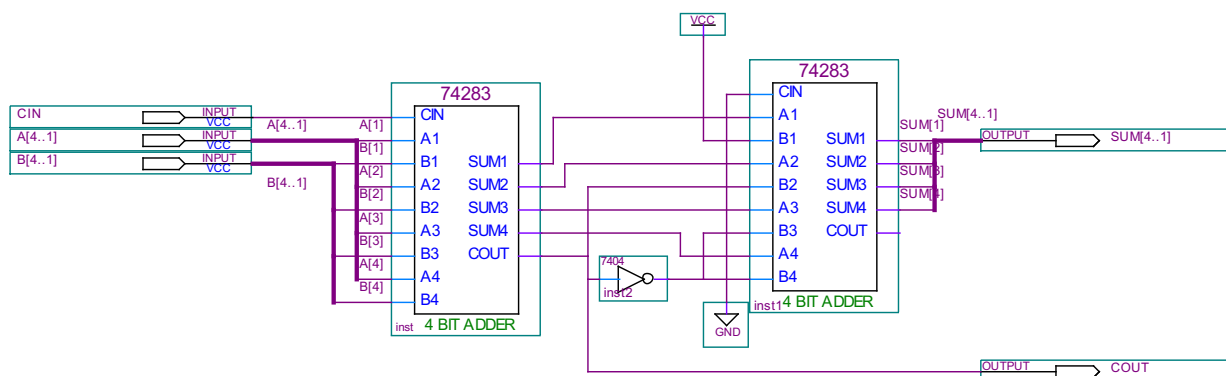 VCC
74283
74283
CIN INPUT VCC
A[4..1] INPUT VCC
B[4..1] INPUT VCC
A[4..1]
B[4..1]
A[1]
B[1]
A[2]
B[2]
A[3]
B[3]
A[4]
B[4]
CIN
A1
B1 SUM1
A2 SUM2
B2 SUM3
A3 SUM4
B3 COUT
A4
B4
inst 4 BIT ADDER
7404
inst2
GND
CIN
A1
B1 SUM1
A2 SUM2
B2 SUM3
A3 SUM4
B3 COUT
A4
B4
inst1 4 BIT ADDER
SUM[4..1]
SUM[1]
SUM[2]
SUM[3]
SUM[4]
OUTPUT SUM[4..1]
OUTPUT COUT